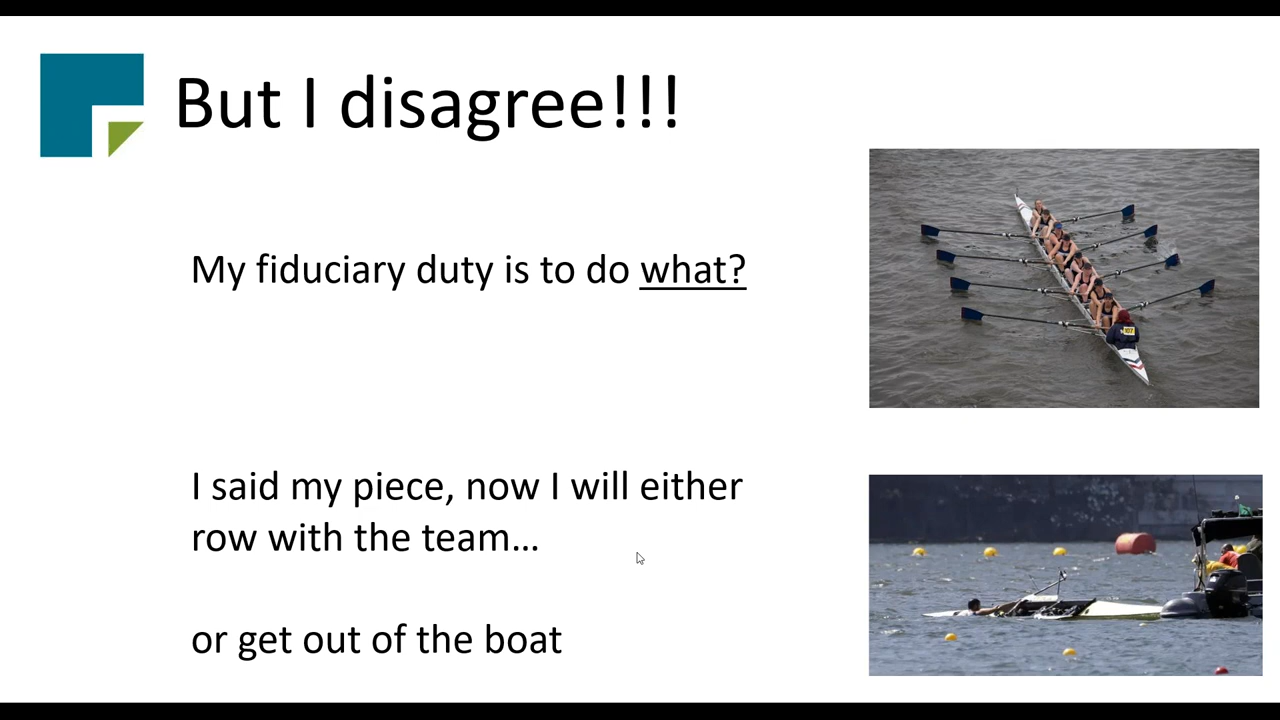 But I disagree!!!
My fiduciary duty is to do what?
I said my piece, now I will either
row with the team...
or get out of the boat